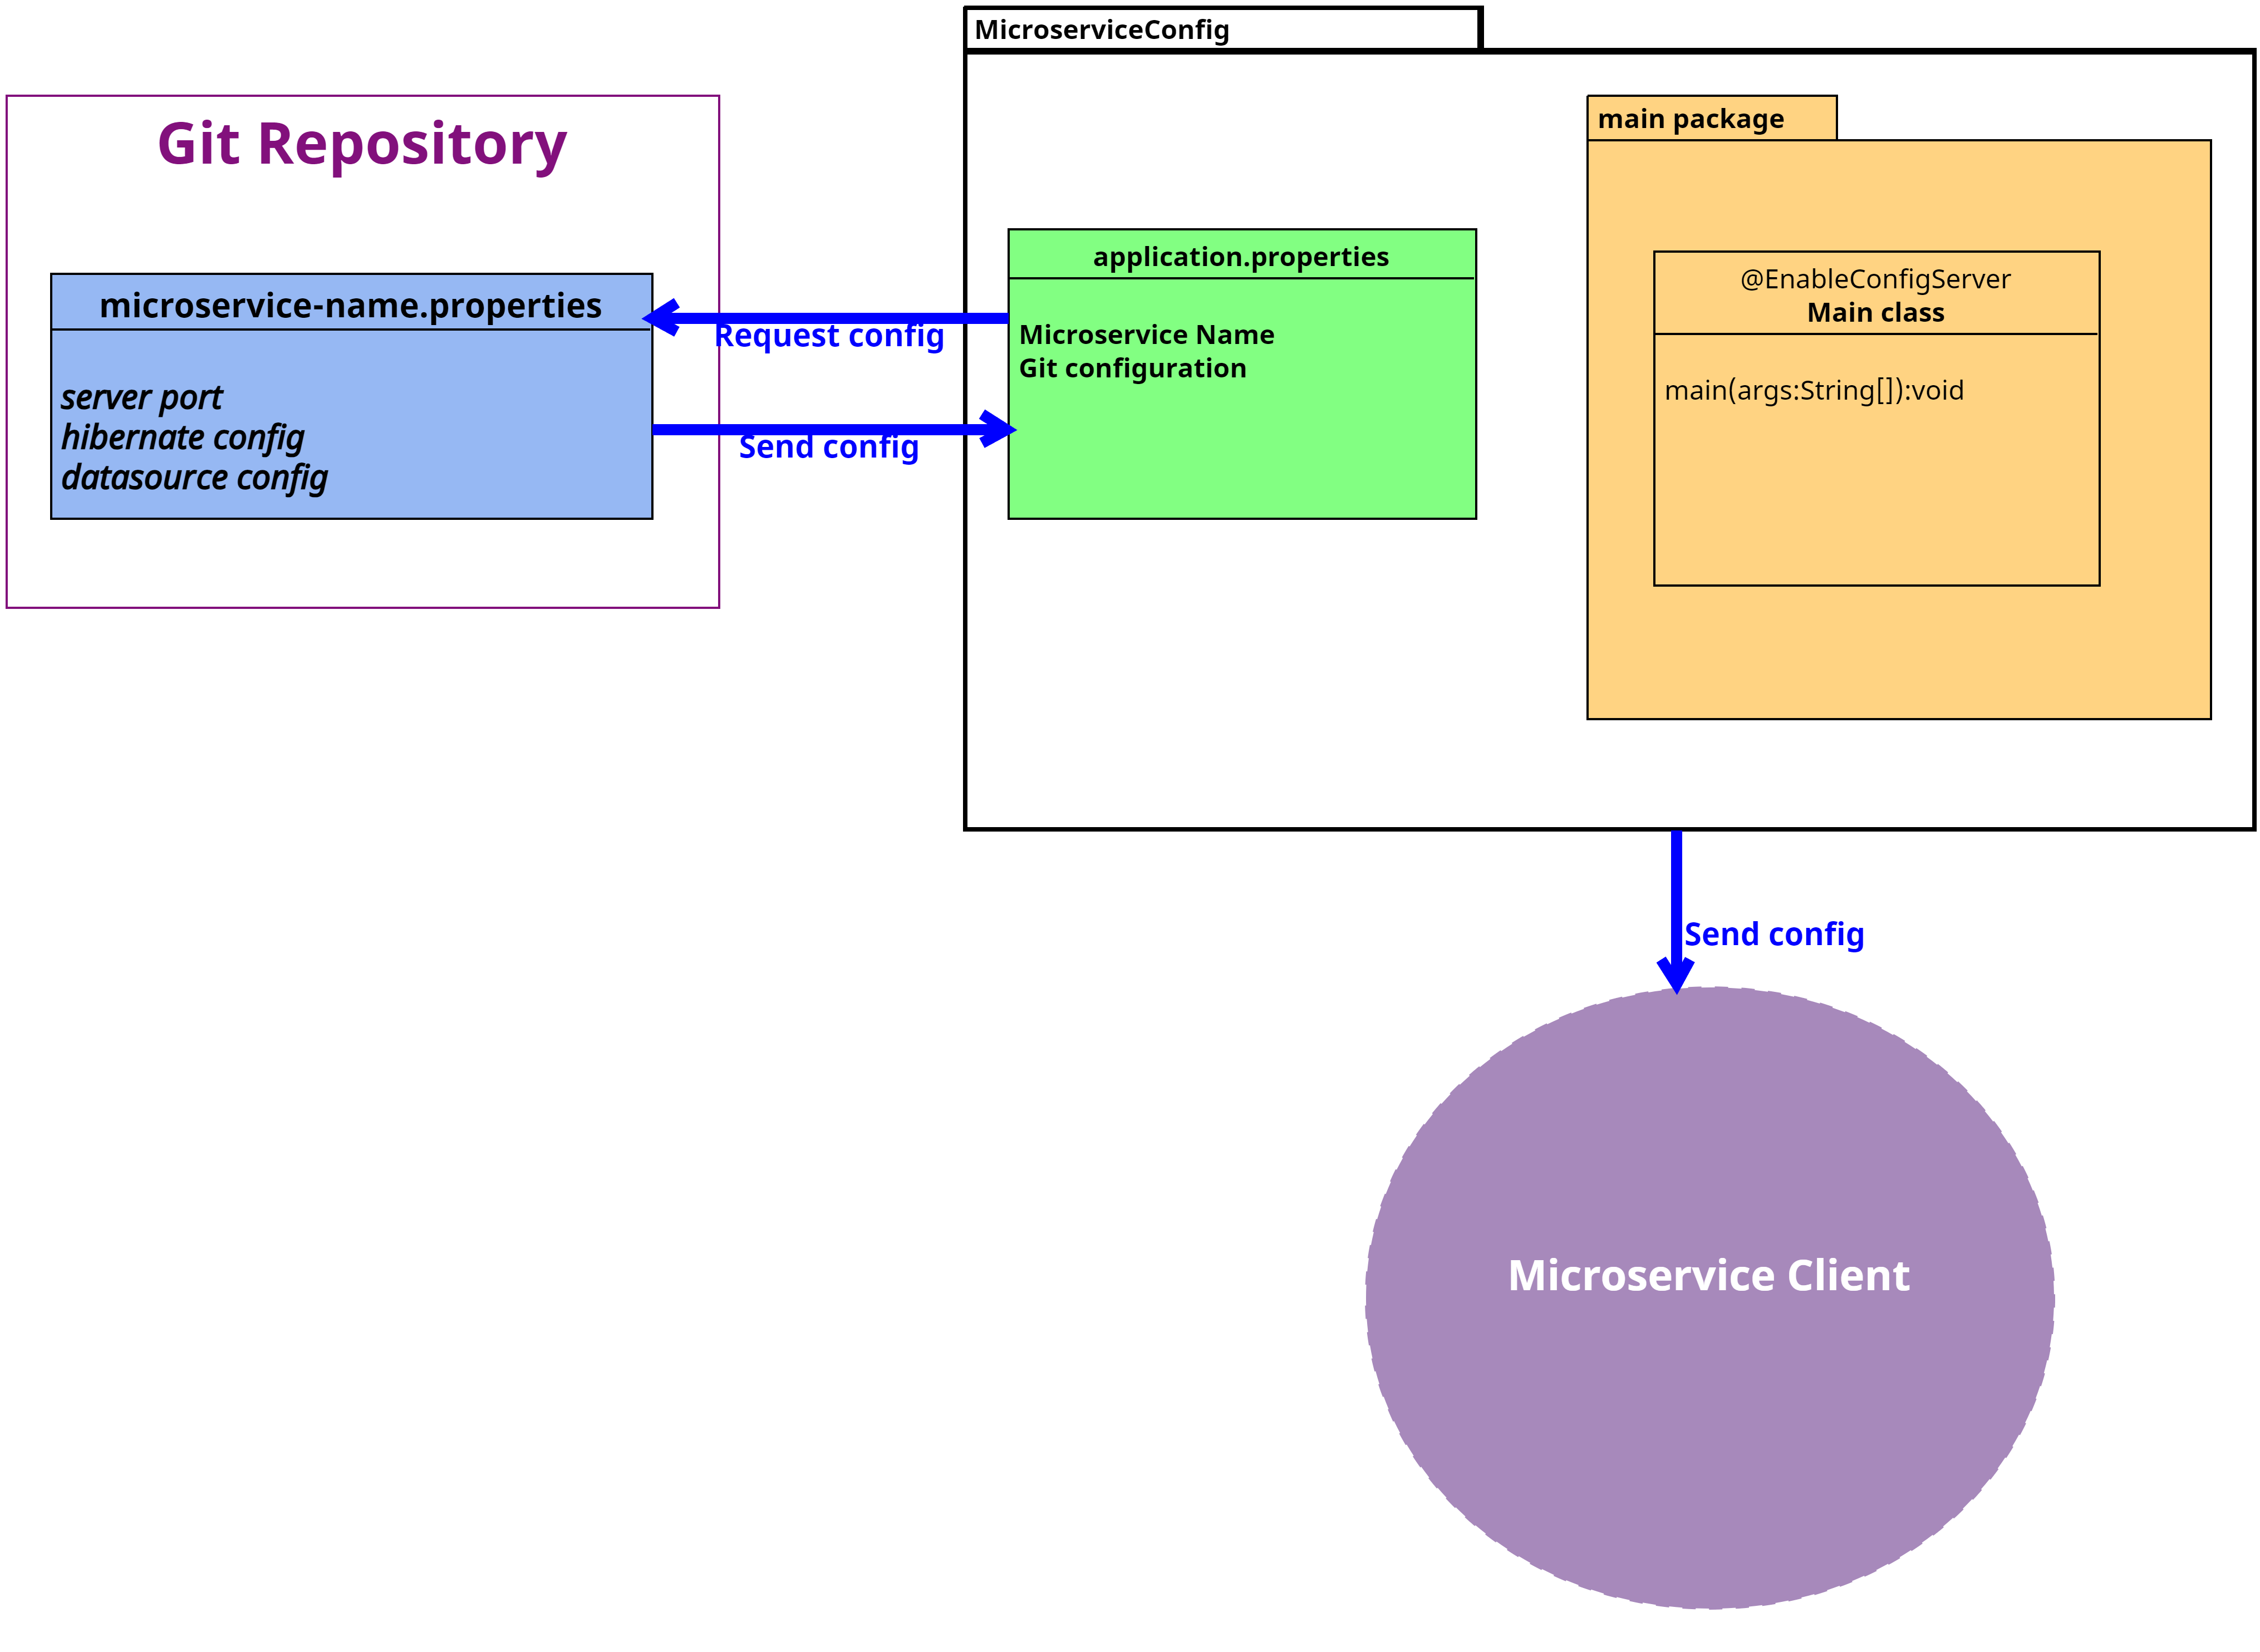 MicroserviceConfig
Git Repository
microservice-name.properties
server port
hibernate config
datasource config
Request config
Send config
application.properties
Microservice Name
Git configuration
main package
@EnableConfigServer
Main class
main(args:String[]):void
Send config
Microservice Client